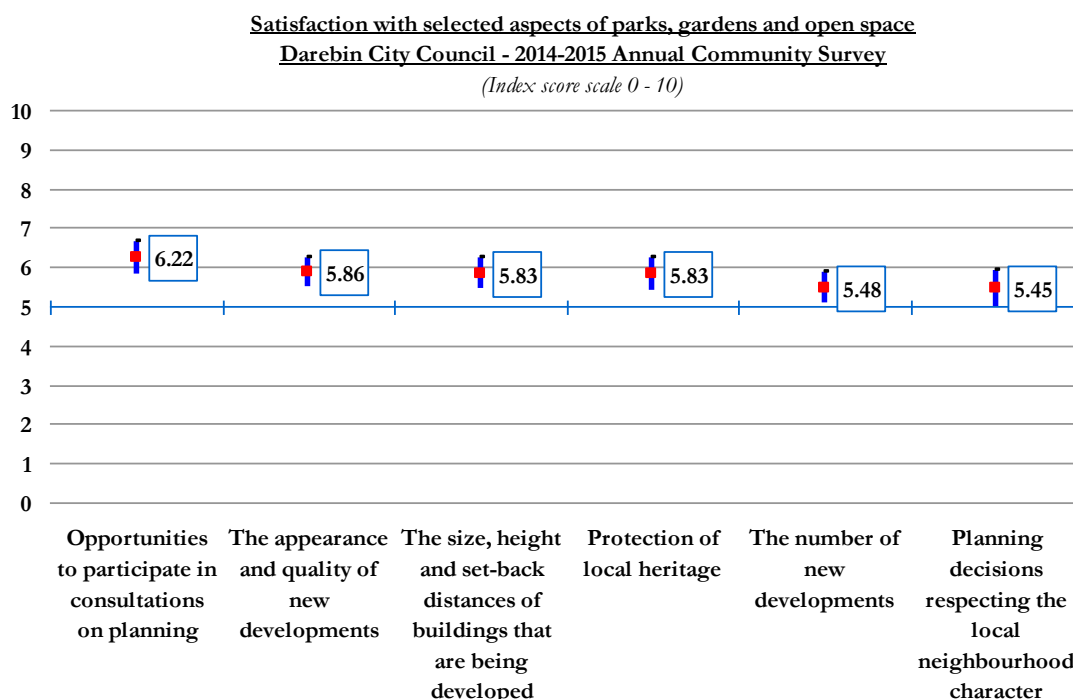 Satisfaction with selected aspects of parks, gardens and open space
Darebin City Council - 2014-2015 Annual Community Survey
(Index score scale 0 - 10)
10
9
8
7
6
5
4
3
2
1
0
6.22
5.86
5.83
5.83
5.48
5.45
Opportunities
to participate in
consultations
on planning
The appearance
and quality of
new
developments
The size, height
and set-back
distances of
buildings that
are being
developed
Protection of
local heritage
The number of
new
developments
Planning
decisions
respecting the
local
neighbourhood
character